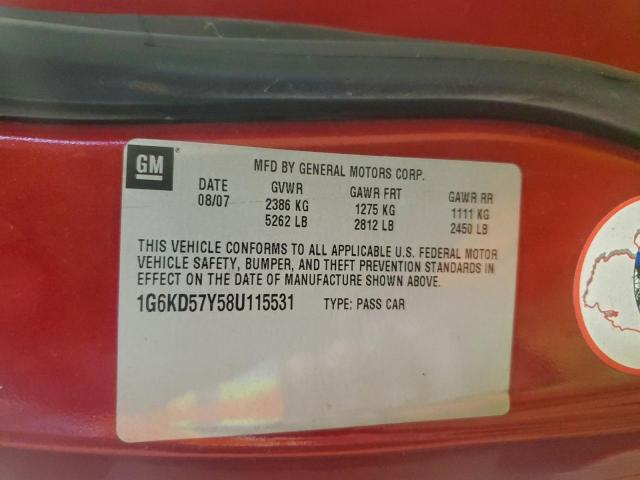 GM
MFD BY GENERAL MOTORS CORP.
DATE GVWR GAWR FRT GAWR RR
08/07 2386 KG 1275 KG 1111 KG
5262 LB 2812 LB 2450 LB
THIS VEHICLE CONFORMS TO ALL APPLICABLE U.S. FEDERAL MOTOR
VEHICLE SAFETY, BUMPER, AND THEFT PREVENTION STANDARDS IN
EFFECT ON THE DATE OF MANUFACTURE SHOWN ABOVE.
1G6KD57Y58U115531 TYPE: PASS CAR